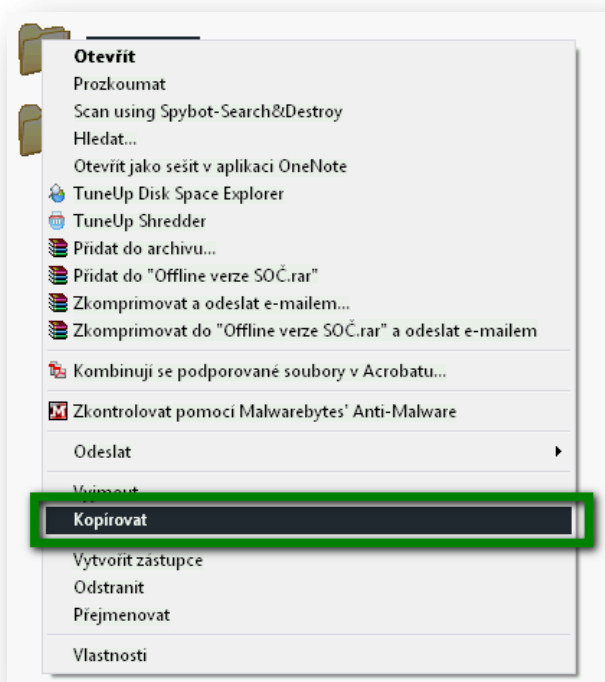 Otevřít
Prozkoumat
Scan using Spybot-Search&Destroy
Hledat...
Otevřít jako sešit v aplikaci OneNote
TuneUp Disk Space Explorer
TuneUp Shredder
Přidat do archivu...
Přidat do "Offline verze SOČ.rar"
Zkomprimovat a odeslat e-mailem...
Zkomprimovat do "Offline verze SOČ.rar" a odeslat e-mailem
Kombinují se podporované soubory v Acrobatu...
Zkontrolovat pomocí Malwarebytes' Anti-Malware
Odeslat
Vyjmout
Kopírovat
Vytvořit zástupce
Odstranit
Přejmenovat
Vlastnosti